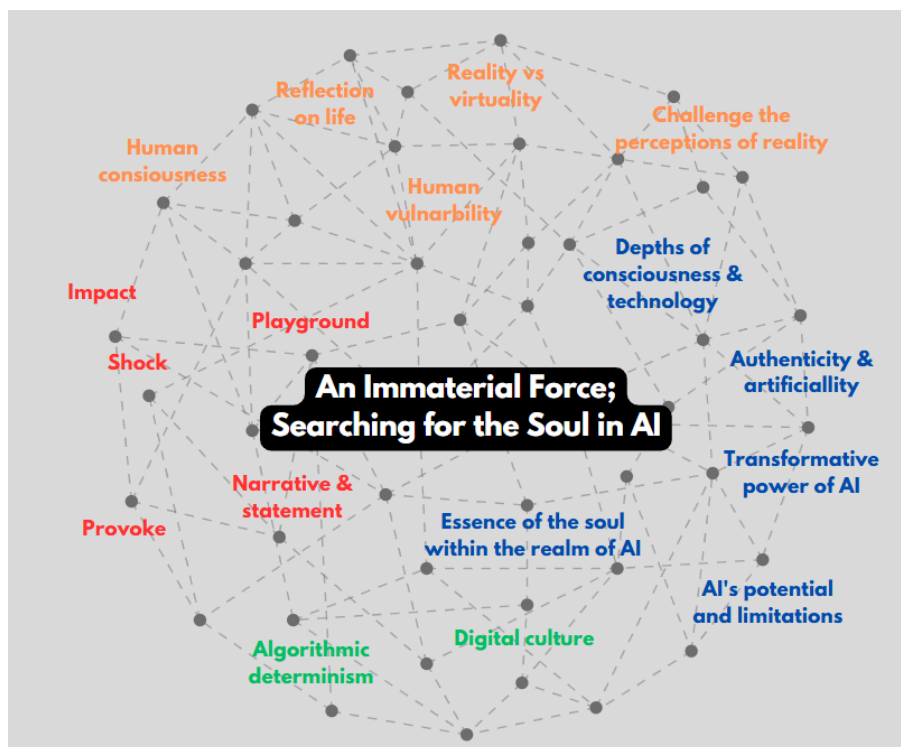 Reality vs
virtuality
Reflection
on life
Challenge the
perceptions of reality
Human
consiousness
Human
vulnarbility
Depths of
consciousness &
technology
Impact
Playground
Shock
Authenticity &
artificiallity
An Immaterial Force;
Searching for the Soul in AI
Transformative
power of AI
Narrative &
statement
Provoke
Essence of the soul
within the realm of AI
AI's potential
and limitations
Digital culture
Algorithmic
determinism